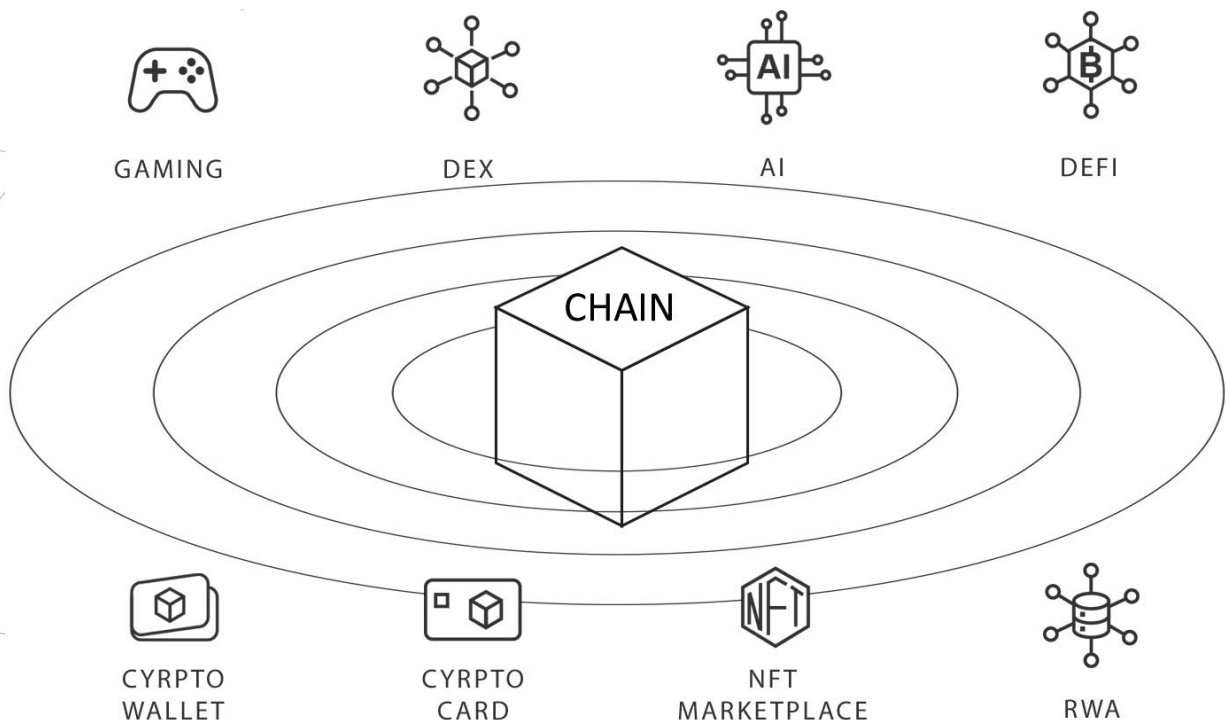 AI
B
GAMING
DEX
AI
DEFI
CHAIN
NFT
CYRPTO
WALLET
CYRPTO
CARD
NFT
MARKETPLACE
RWA